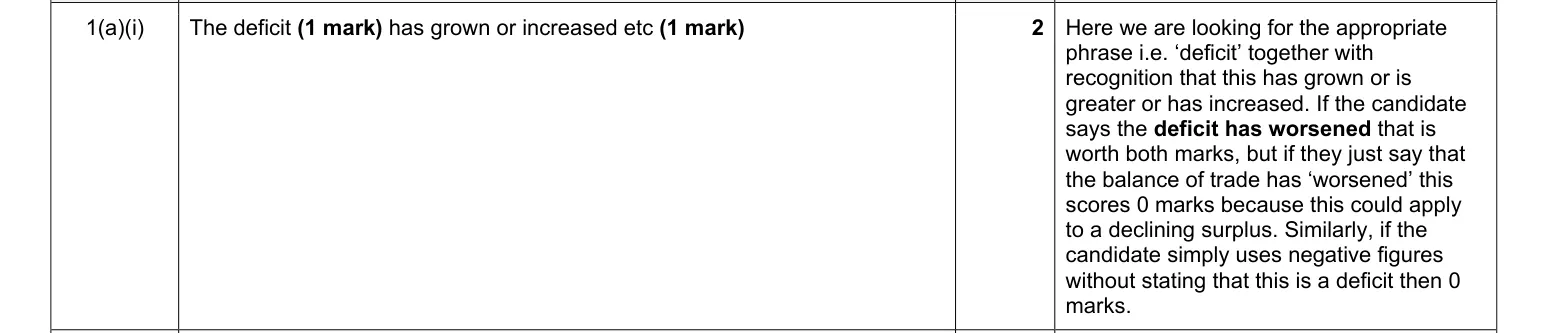 1(a)(i)
The deficit (1 mark) has grown or increased etc (1 mark)
2
Here we are looking for the appropriate
phrase i.e. ‘deficit’ together with
recognition that this has grown or is
greater or has increased. If the candidate
says the deficit has worsened that is
worth both marks, but if they just say that
the balance of trade has ‘worsened’ this
scores 0 marks because this could apply
to a declining surplus. Similarly, if the
candidate simply uses negative figures
without stating that this is a deficit then 0
marks.